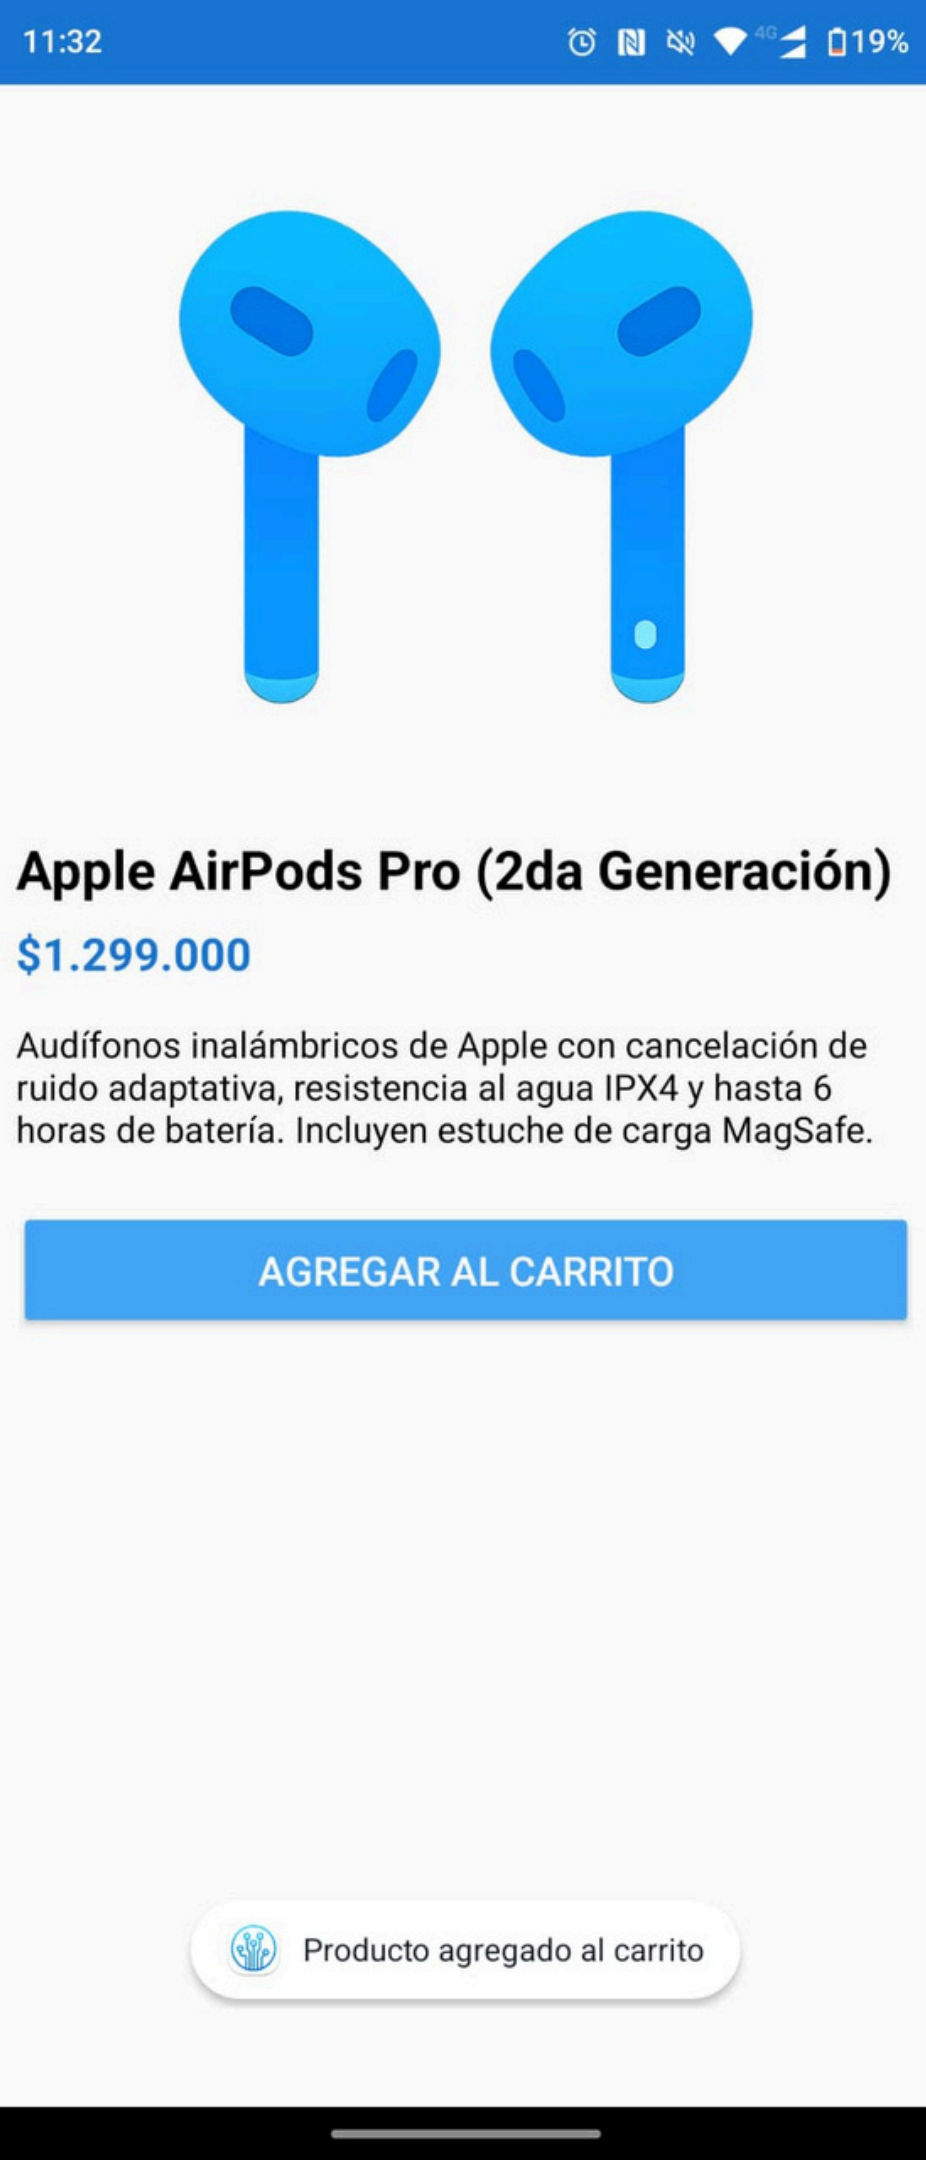 11:32
4G
19%
Apple AirPods Pro (2da Generación)
$1.299.000
Audífonos inalámbricos de Apple con cancelación de
ruido adaptativa, resistencia al agua IPX4 y hasta 6
horas de batería. Incluyen estuche de carga MagSafe.
AGREGAR AL CARRITO
Producto agregado al carrito